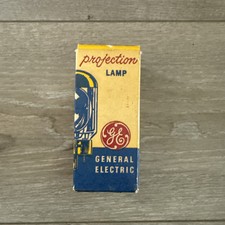 projection
LAMP
GE
GENERAL
ELECTRIC